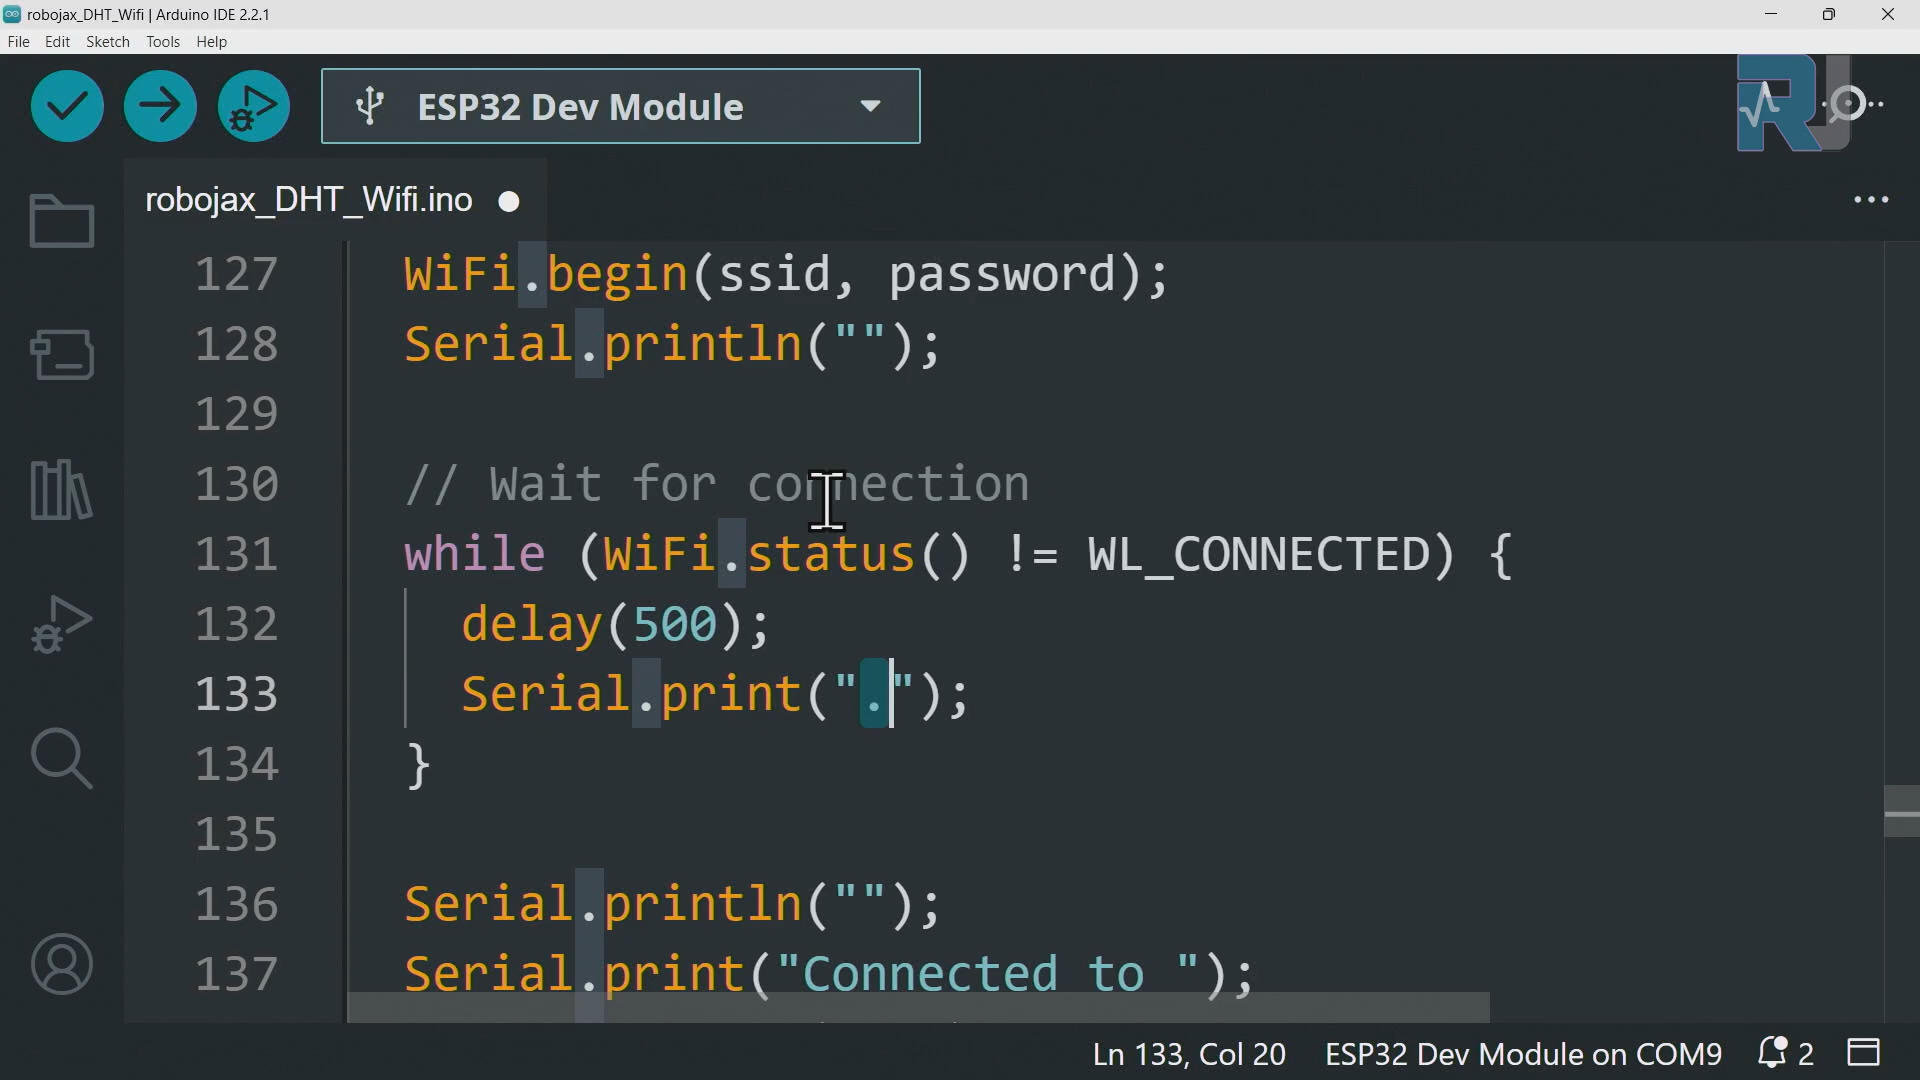 robojax_DHT_Wifi | Arduino IDE 2.2.1
File Edit Sketch Tools Help
ESP32 Dev Module
RJ
robojax_DHT_Wifi.ino
127 WiFi.begin(ssid, password);
128 Serial.println("");
129
130 // Wait for connection
131 while (WiFi.status() != WL_CONNECTED) {
132 delay(500);
133 Serial.print(".");
134 }
135
136 Serial.println("");
137 Serial.print("Connected to ");
Ln 133, Col 20 ESP32 Dev Module on COM9 2